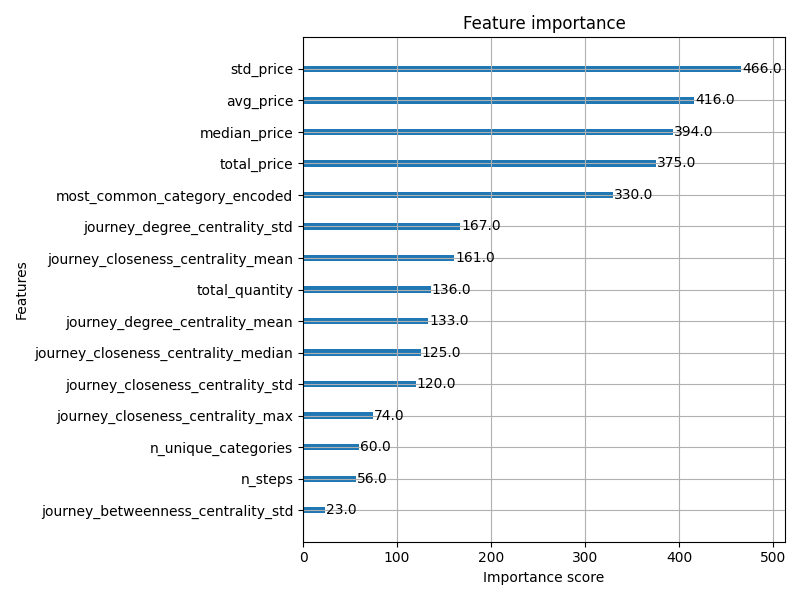 Feature importance
std_price 466.0
avg_price 416.0
median_price 394.0
total_price 375.0
most_common_category_encoded 330.0
journey_degree_centrality_std 167.0
journey_closeness_centrality_mean 161.0
total_quantity 136.0
journey_degree_centrality_mean 133.0
journey_closeness_centrality_median 125.0
journey_closeness_centrality_std 120.0
journey_closeness_centrality_max 74.0
n_unique_categories 60.0
n_steps 56.0
journey_betweenness_centrality_std 23.0
Features
0 100 200 300 400 500
Importance score